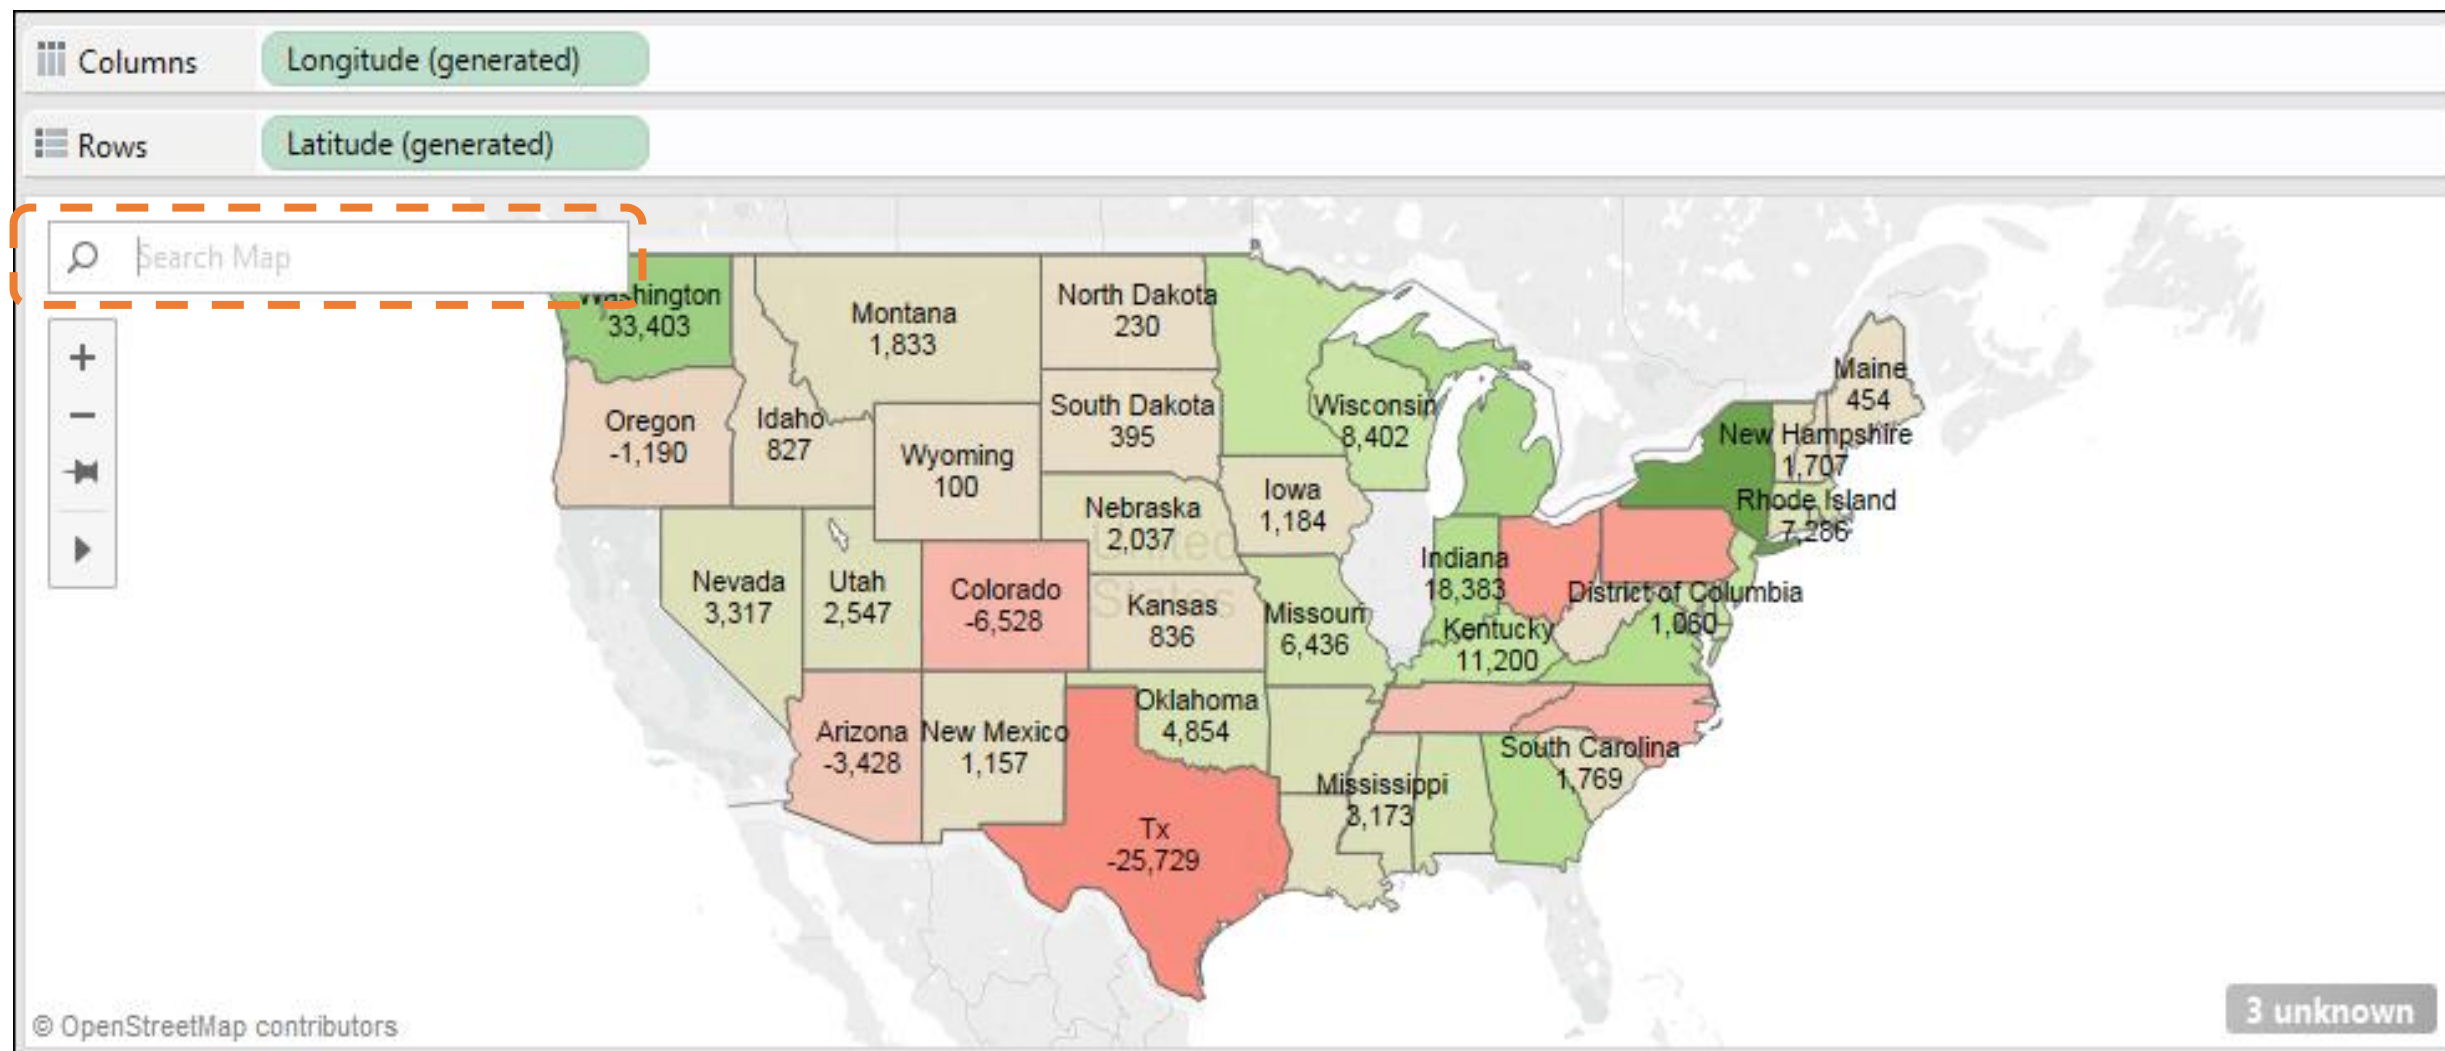 Columns
Longitude (generated)
Rows
Latitude (generated)
Search Map
Washington
33,403
Montana
1,833
North Dakota
230
Oregon
-1,190
Idaho
827
Wyoming
100
South Dakota
395
Wisconsin
8,402
Maine
454
New Hampshire
1,707
Rhode Island
7,286
Nebraska
2,037
Iowa
1,184
United
States
Nevada
3,317
Utah
2,547
Colorado
-6,528
Kansas
836
Missouri
6,436
Indiana
18,383
Kentucky
11,200
District of Columbia
1,060
Arizona
-3,428
New Mexico
1,157
Oklahoma
4,854
Tx
-25,729
Mississippi
3,173
South Carolina
1,769
© OpenStreetMap contributors
3 unknown